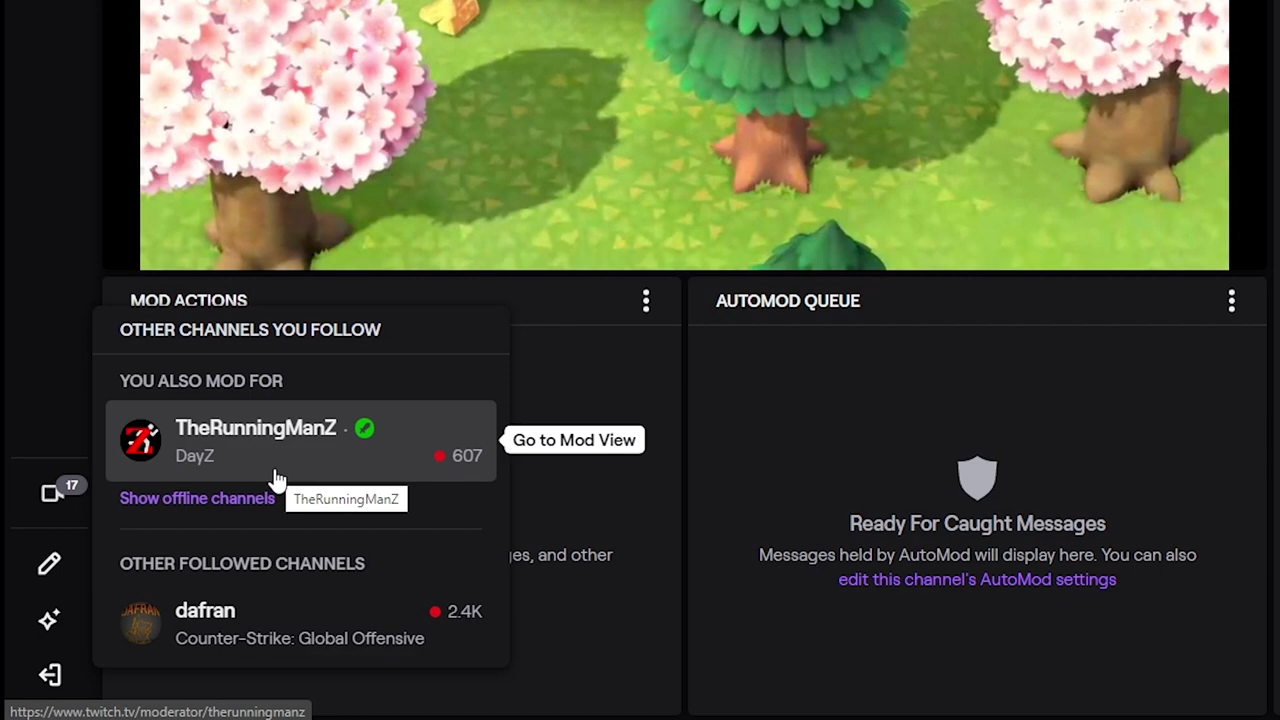 MOD ACTIONS
AUTOMOD QUEUE
OTHER CHANNELS YOU FOLLOW
YOU ALSO MOD FOR
TheRunningManZ ·
DayZ
607
Go to Mod View
Show offline channels
TheRunningManZ
17
OTHER FOLLOWED CHANNELS
dafran
2.4K
Counter-Strike: Global Offensive
and other
Ready For Caught Messages
Messages held by AutoMod will display here. You can also
edit this channel's AutoMod settings
https://www.twitch.tv/moderator/therunningmanz